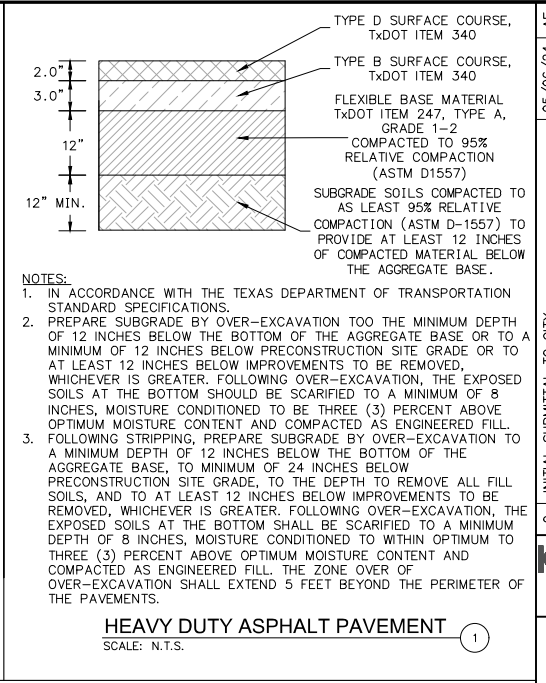 TYPE D SURFACE COURSE,
TxDOT ITEM 340
TYPE B SURFACE COURSE,
TxDOT ITEM 340
FLEXIBLE BASE MATERIAL
TxDOT ITEM 247, TYPE A,
GRADE 1-2
COMPACTED TO 95%
RELATIVE COMPACTION
(ASTM D1557)
SUBGRADE SOILS COMPACTED TO
AS LEAST 95% RELATIVE
COMPACTION (ASTM D-1557) TO
PROVIDE AT LEAST 12 INCHES
OF COMPACTED MATERIAL BELOW
THE AGGREGATE BASE.
2.0"
3.0"
12"
12" MIN.
NOTES:
1. IN ACCORDANCE WITH THE TEXAS DEPARTMENT OF TRANSPORTATION
STANDARD SPECIFICATIONS.
2. PREPARE SUBGRADE BY OVER-EXCAVATION TOO THE MINIMUM DEPTH
OF 12 INCHES BELOW THE BOTTOM OF THE AGGREGATE BASE OR TO A
MINIMUM OF 12 INCHES BELOW PRECONSTRUCTION SITE GRADE OR TO
AT LEAST 12 INCHES BELOW IMPROVEMENTS TO BE REMOVED,
WHICHEVER IS GREATER. FOLLOWING OVER-EXCAVATION, THE EXPOSED
SOILS AT THE BOTTOM SHOULD BE SCARIFIED TO A MINIMUM OF 8
INCHES, MOISTURE CONDITIONED TO BE THREE (3) PERCENT ABOVE
OPTIMUM MOISTURE CONTENT AND COMPACTED AS ENGINEERED FILL.
3. FOLLOWING STRIPPING, PREPARE SUBGRADE BY OVER-EXCAVATION TO
A MINIMUM DEPTH OF 12 INCHES BELOW THE BOTTOM OF THE
AGGREGATE BASE, TO MINIMUM OF 24 INCHES BELOW
PRECONSTRUCTION SITE GRADE, TO THE DEPTH TO REMOVE ALL FILL
SOILS, AND TO AT LEAST 12 INCHES BELOW IMPROVEMENTS TO BE
REMOVED, WHICHEVER IS GREATER. FOLLOWING OVER-EXCAVATION, THE
EXPOSED SOILS AT THE BOTTOM SHALL BE SCARIFIED TO A MINIMUM
DEPTH OF 8 INCHES, MOISTURE CONDITIONED TO WITHIN OPTIMUM TO
THREE (3) PERCENT ABOVE OPTIMUM MOISTURE CONTENT AND
COMPACTED AS ENGINEERED FILL. THE ZONE OVER OF
OVER-EXCAVATION SHALL EXTEND 5 FEET BEYOND THE PERIMETER OF
THE PAVEMENTS.
HEAVY DUTY ASPHALT PAVEMENT
1
SCALE: N.T.S.